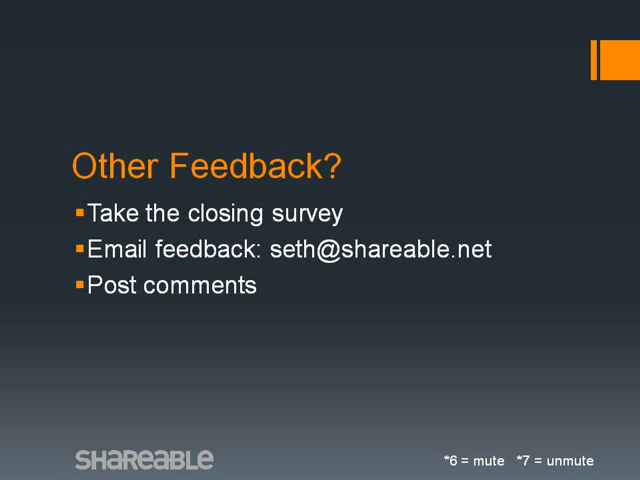 Other Feedback?
▪Take the closing survey
▪Email feedback: seth@shareable.net
▪Post comments
SHAREABLE
*6 = mute *7 = unmute